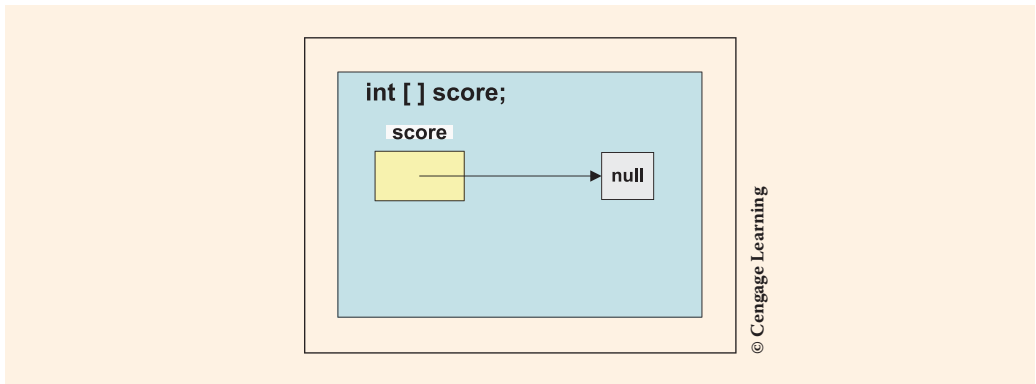 int [ ] score;
score
null
© Cengage Learning